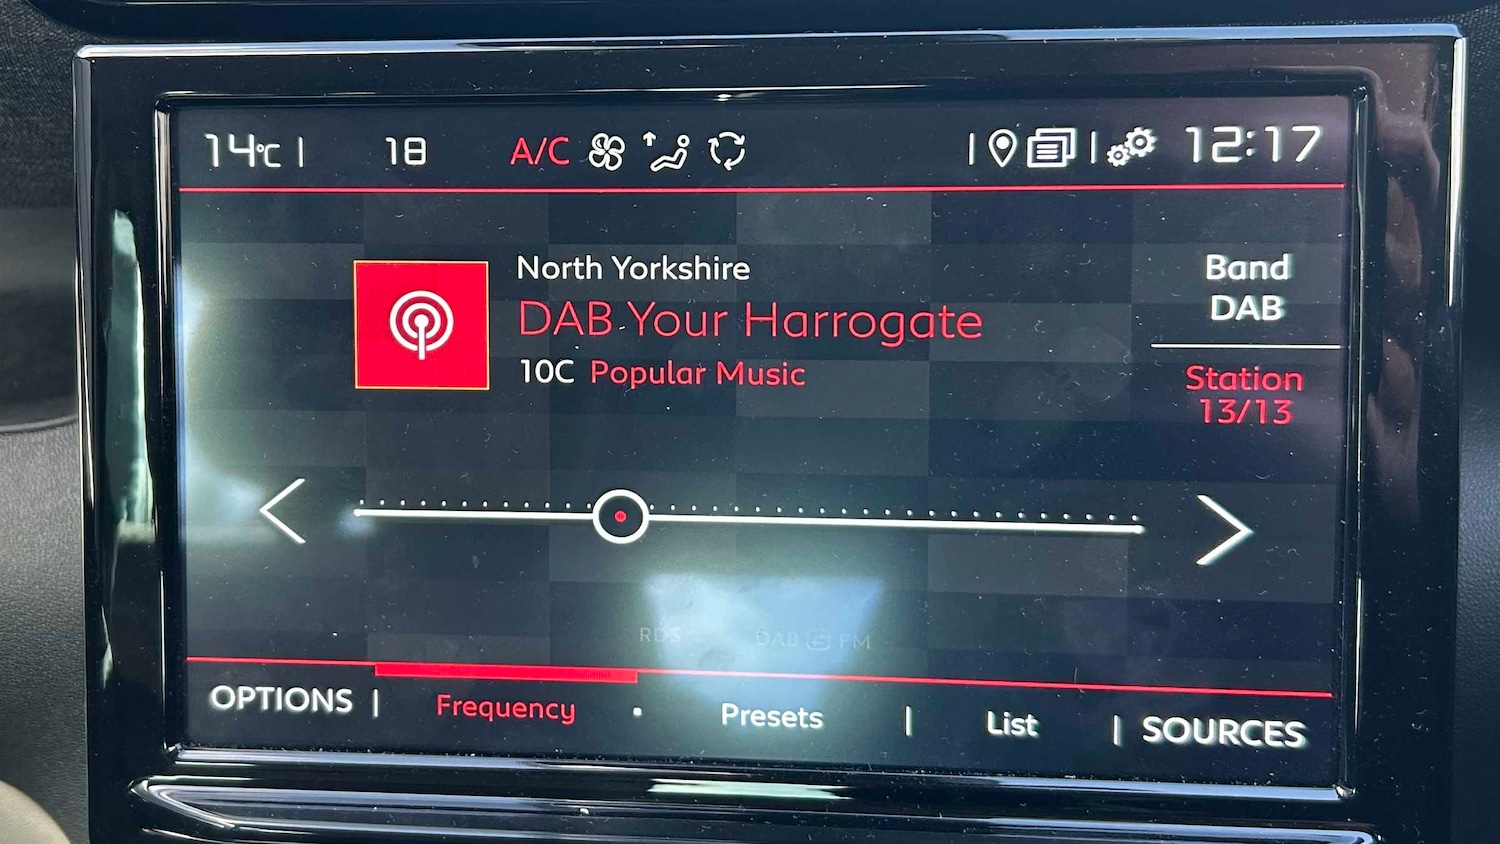 14°C | 18 A/C | | 12:17
North Yorkshire
DAB Your Harrogate
10C Popular Music
Band
DAB
Station
13/13
RDS DAB FM
OPTIONS | Frequency · Presets | List | SOURCES